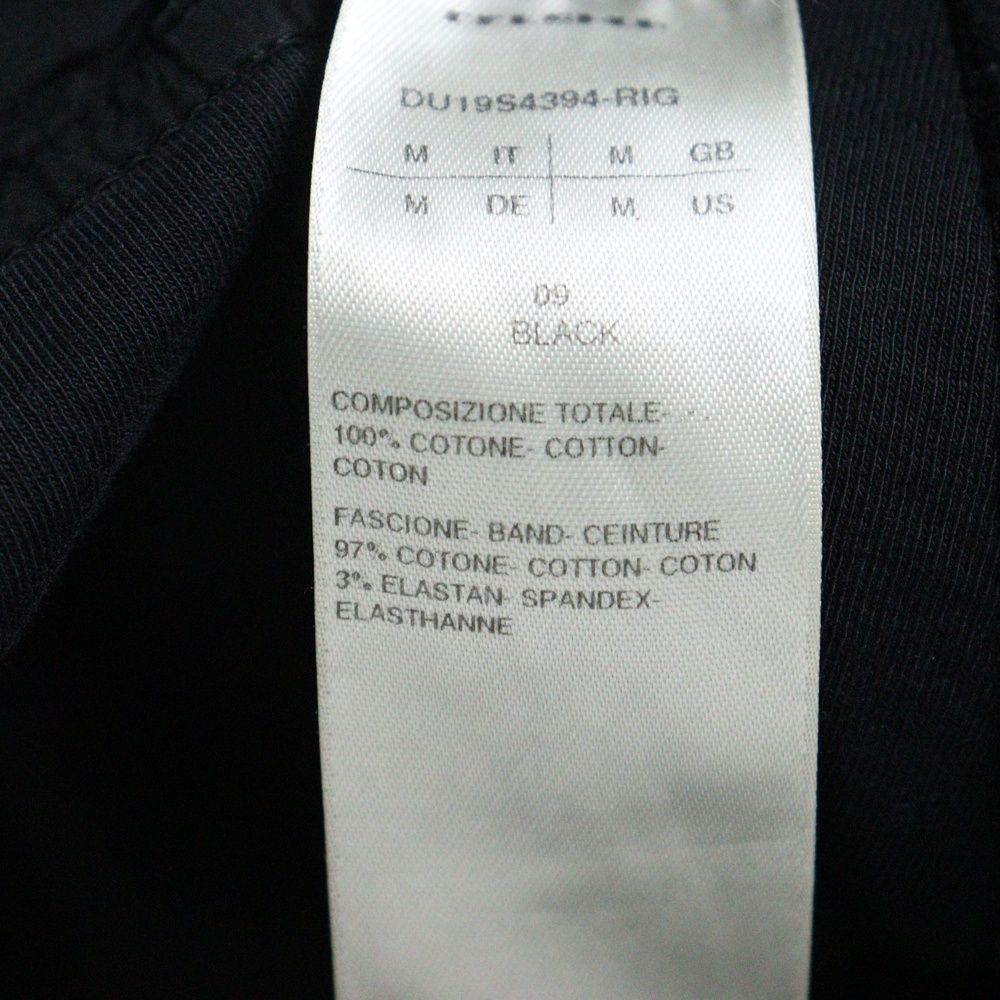 DU19S4394-RIG
M IT M GB
M DE M US
09
BLACK
COMPOSIZIONE TOTALE-
100% COTONE- COTTON-
COTON
FASCIONE- BAND- CEINTURE
97% COTONE- COTTON- COTON
3% ELASTAN- SPANDEX-
ELASTHANNE